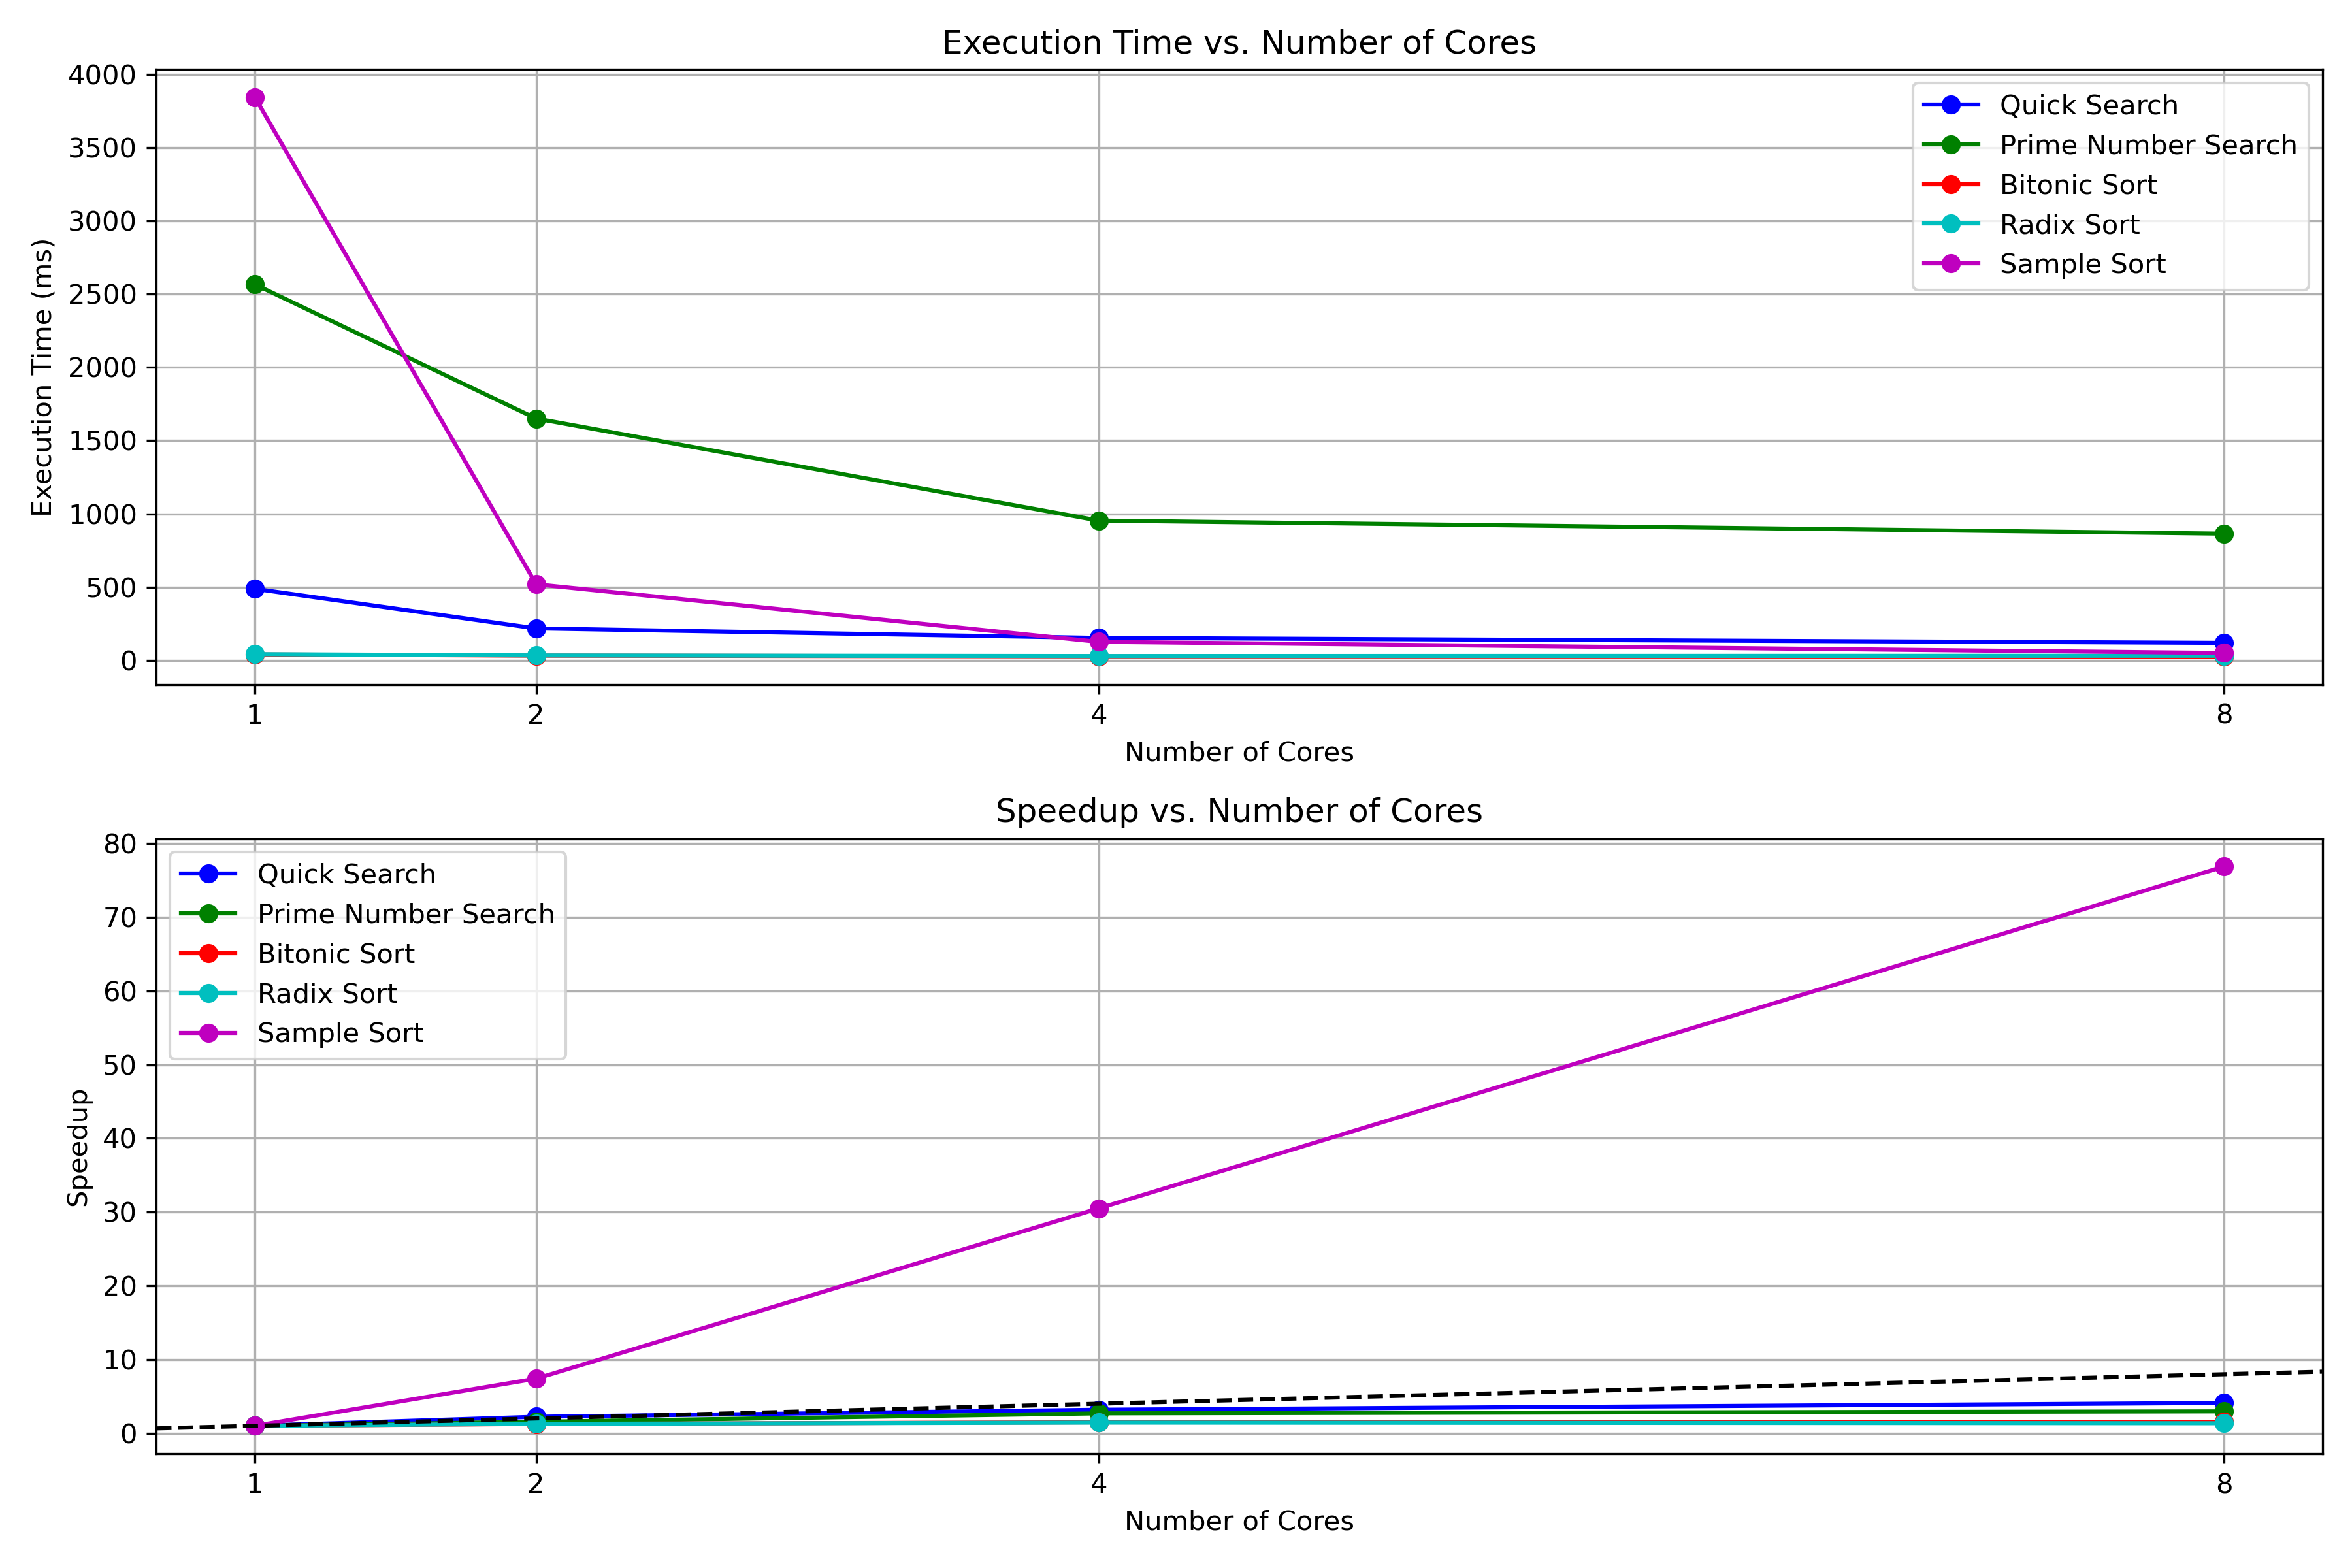 Execution Time vs. Number of Cores
4000
3500
3000
2500
2000
1500
1000
500
0
Execution Time (ms)
Quick Search
Prime Number Search
Bitonic Sort
Radix Sort
Sample Sort
1 2 4 8
Number of Cores
Speedup vs. Number of Cores
80
70
60
50
40
30
20
10
0
Speedup
Quick Search
Prime Number Search
Bitonic Sort
Radix Sort
Sample Sort
1 2 4 8
Number of Cores